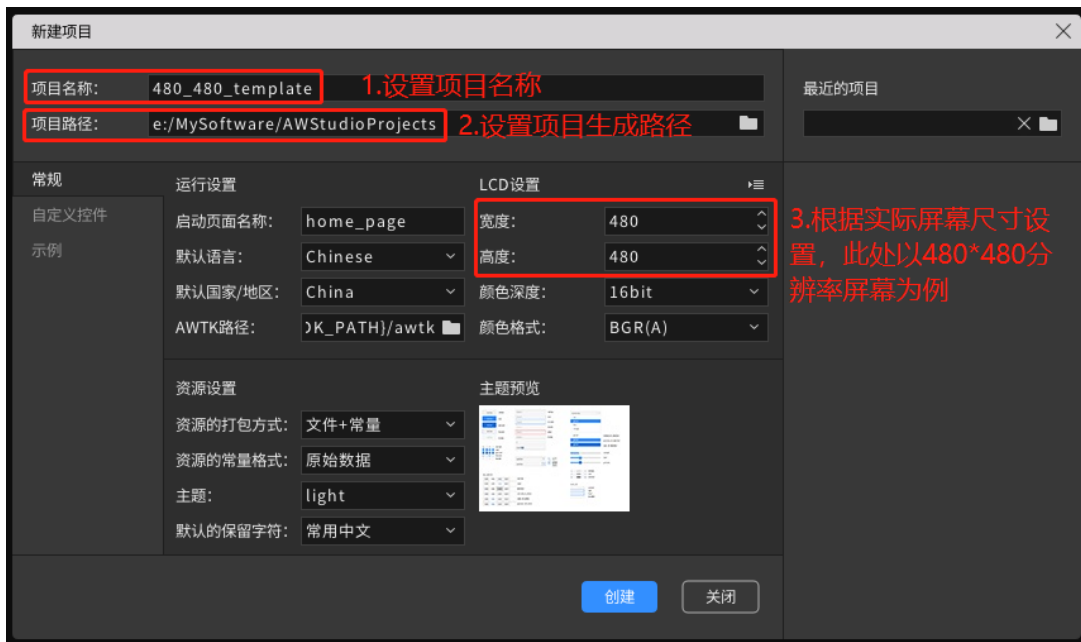 新建项目
项目名称： 480_480_template 1.设置项目名称
项目路径： e:/MySoftware/AWStudioProjects 2.设置项目生成路径
最近的项目
常规
自定义控件
示例
运行设置
启动页面名称： home_page
默认语言： Chinese
默认国家/地区： China
AWTK路径： OK_PATH}/awtk
LCD设置
宽度： 480
高度： 480
颜色深度： 16bit
颜色格式： BGR(A)
3.根据实际屏幕尺寸设
置，此处以480*480分
辨率屏幕为例
资源设置
资源的打包方式： 文件+常量
资源的常量格式： 原始数据
主题： light
默认的保留字符： 常用中文
主题预览
创建
关闭